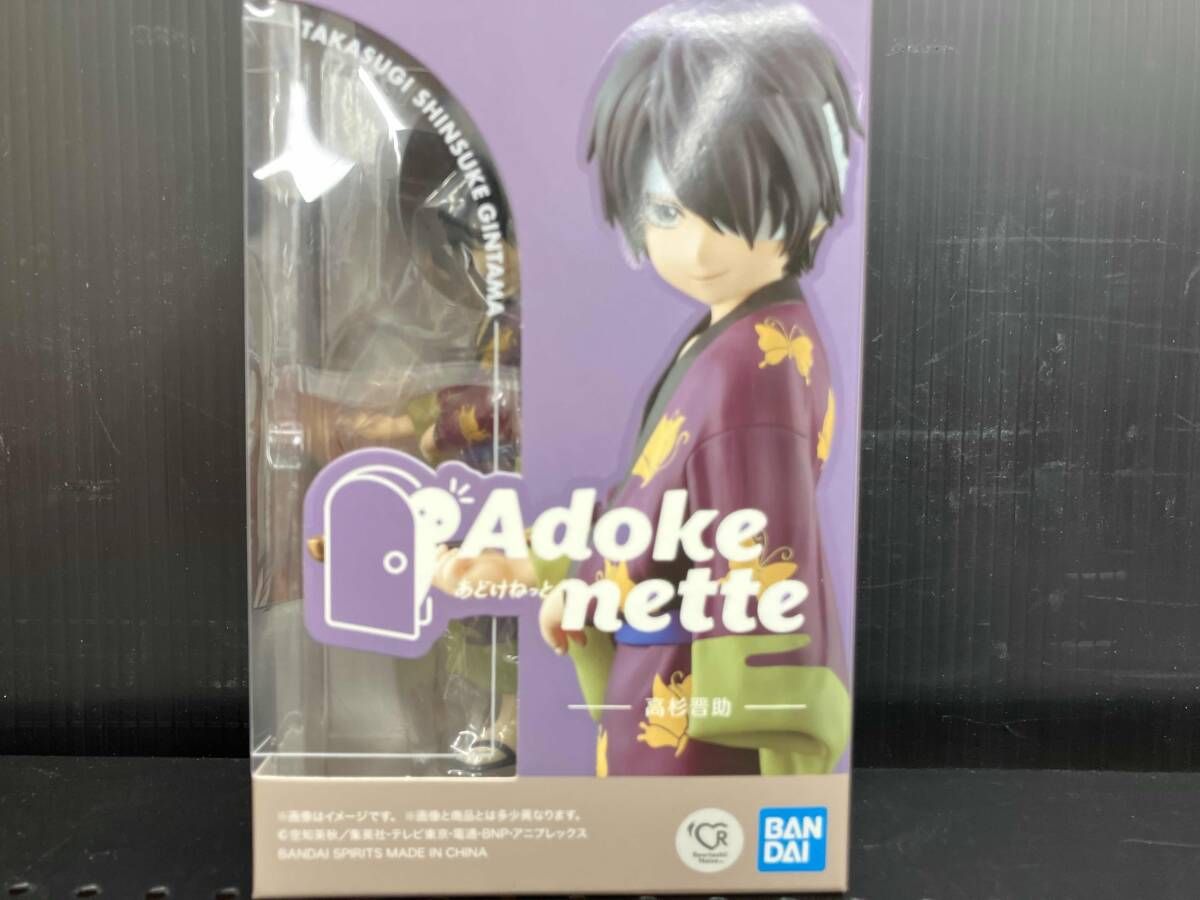 TAKASUGI SHINSUKE GINTAMA
Adoke
あどけねっと
nette
高杉晋助
※画像はイメージです。 ※画像と商品とは多少異なります。
©空知英秋／集英社・テレビ東京・電通・BNP・アニプレックス
BANDAI SPIRITS MADE IN CHINA
R
BAN
DAI